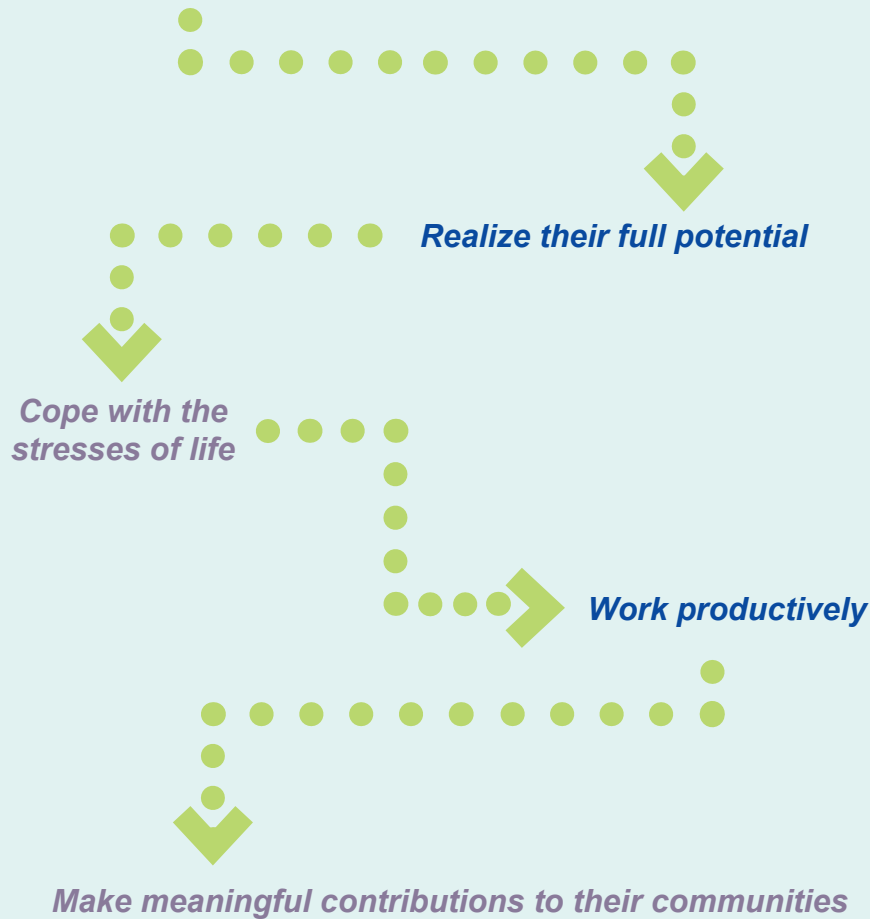 Realize their full potential
Cope with the
stresses of life
Work productively
Make meaningful contributions to their communities